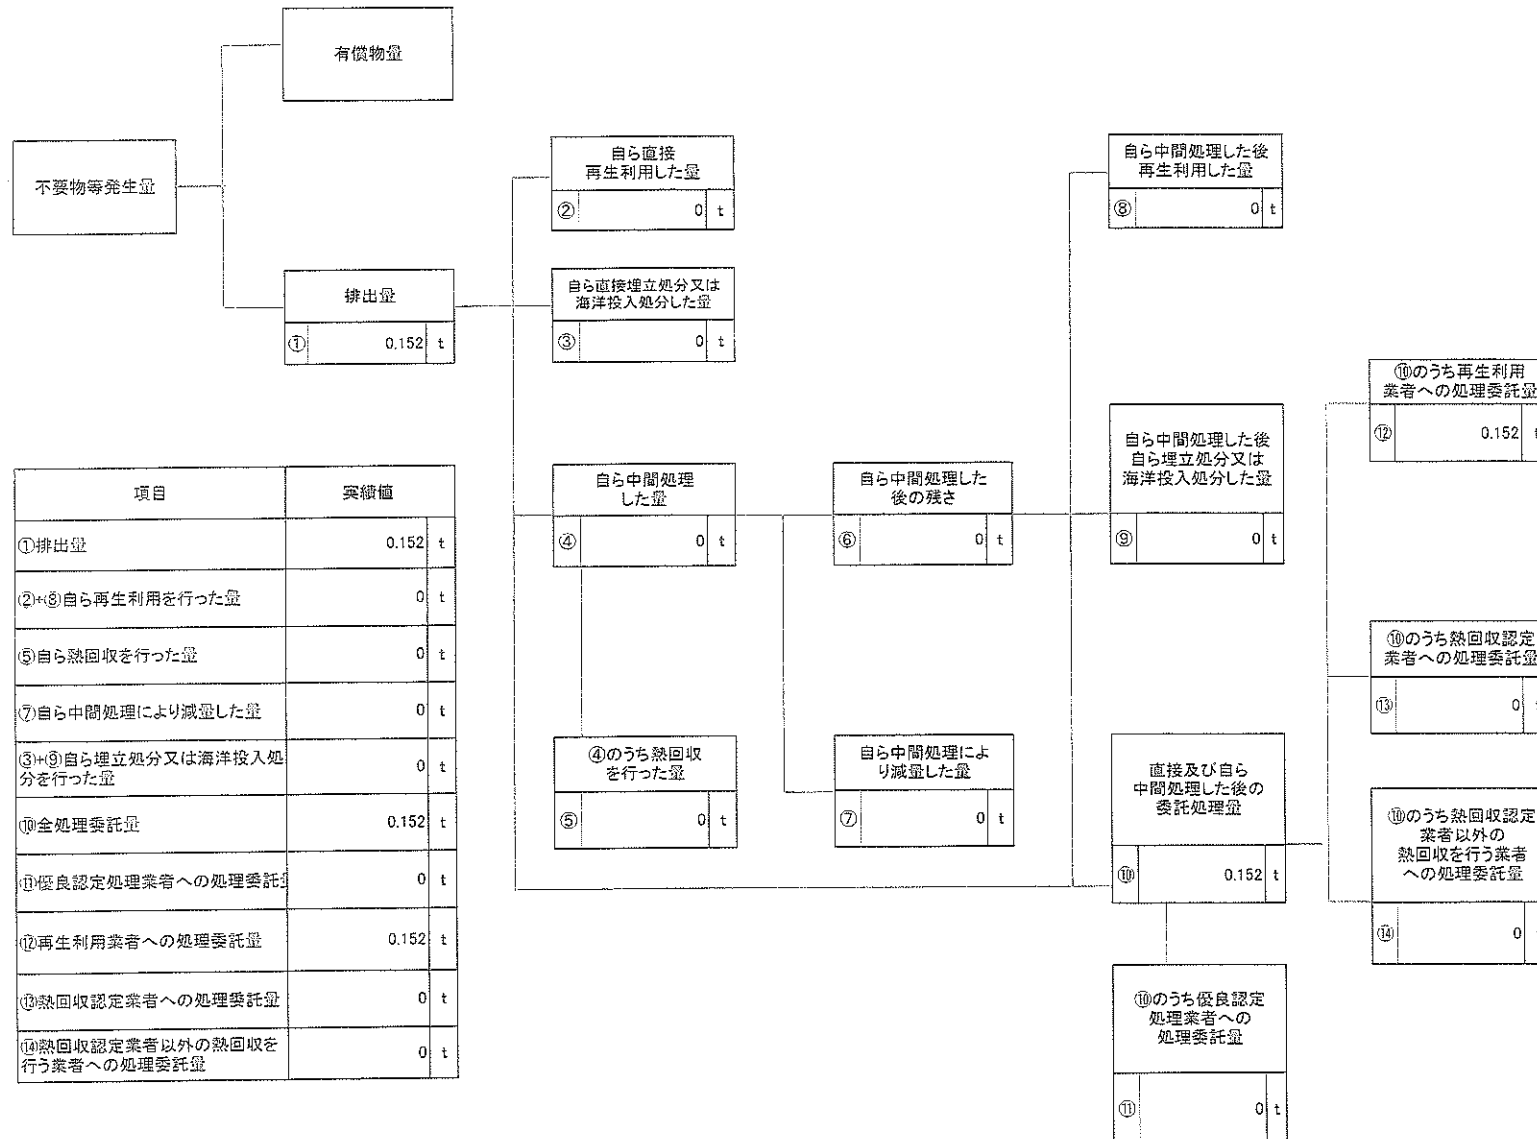 有償物量
不要物等発生量
排出量
① 0.152 t
自ら直接
再生利用した量
② 0 t
自ら直接埋立処分又は
海洋投入処分した量
③ 0 t
自ら中間処理
した量
④ 0 t
④のうち熱回収
を行った量
⑤ 0 t
自ら中間処理した
後の残さ
⑥ 0 t
自ら中間処理によ
り減量した量
⑦ 0 t
自ら中間処理した後
再生利用した量
⑧ 0 t
自ら中間処理した後
自ら埋立処分又は
海洋投入処分した量
⑨ 0 t
直接及び自ら
中間処理した後の
委託処理量
⑩ 0.152 t
⑩のうち優良認定
処理業者への
処理委託量
⑪ 0 t
⑩のうち再生利用
業者への処理委託量
⑫ 0.152 t
⑩のうち熱回収認定
業者への処理委託量
⑬ 0
⑩のうち熱回収認定
業者以外の
熱回収を行う業者
への処理委託量
⑭ 0
項目 実績値
①排出量 0.152 t
②+⑧自ら再生利用を行った量 0 t
⑤自ら熱回収を行った量 0 t
⑦自ら中間処理により減量した量 0 t
③+⑨自ら埋立処分又は海洋投入処
分を行った量 0 t
⑩全処理委託量 0.152 t
⑪優良認定処理業者への処理委託 0 t
⑫再生利用業者への処理委託量 0.152 t
⑬熱回収認定業者への処理委託量 0 t
⑭熱回収認定業者以外の熱回収を
行う業者への処理委託量 0 t